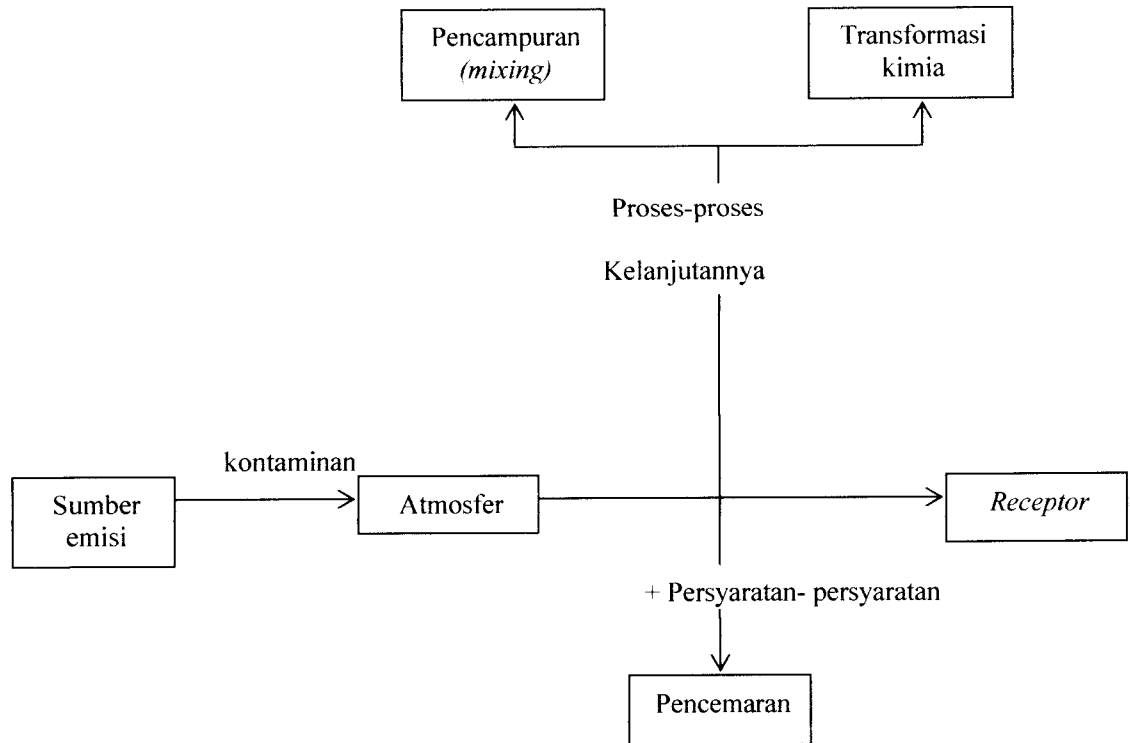 Pencampuran
(mixing)
Transformasi
kimia
Proses-proses
Kelanjutannya
kontaminan
Sumber
emisi
Atmosfer
Receptor
+ Persyaratan- persyaratan
Pencemaran